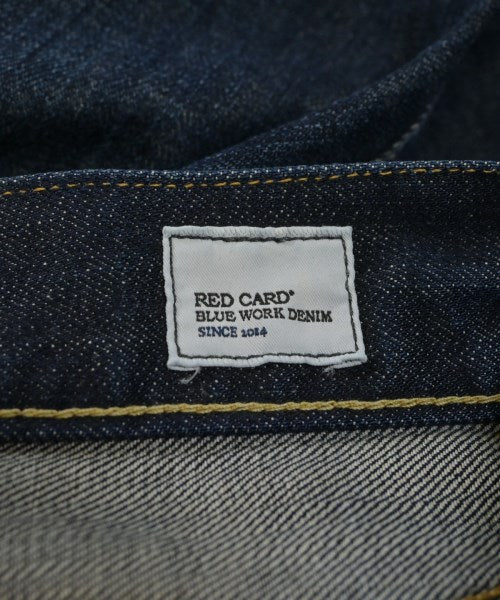 RED CARD®
BLUE WORK DENIM
SINCE 2014